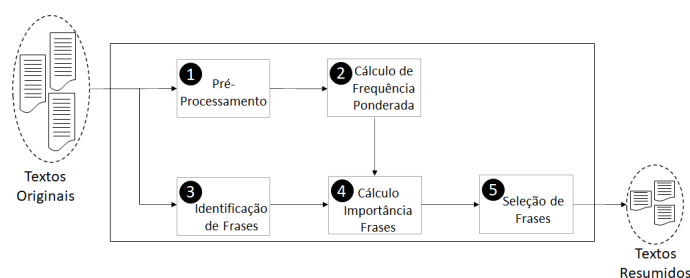 1
Pré-
Processamento
2
Cálculo de
Frequência
Ponderada
Textos
Originais
3
Identificação
de Frases
4
Cálculo
Importância
Frases
5
Seleção de
Frases
Textos
Resumidos